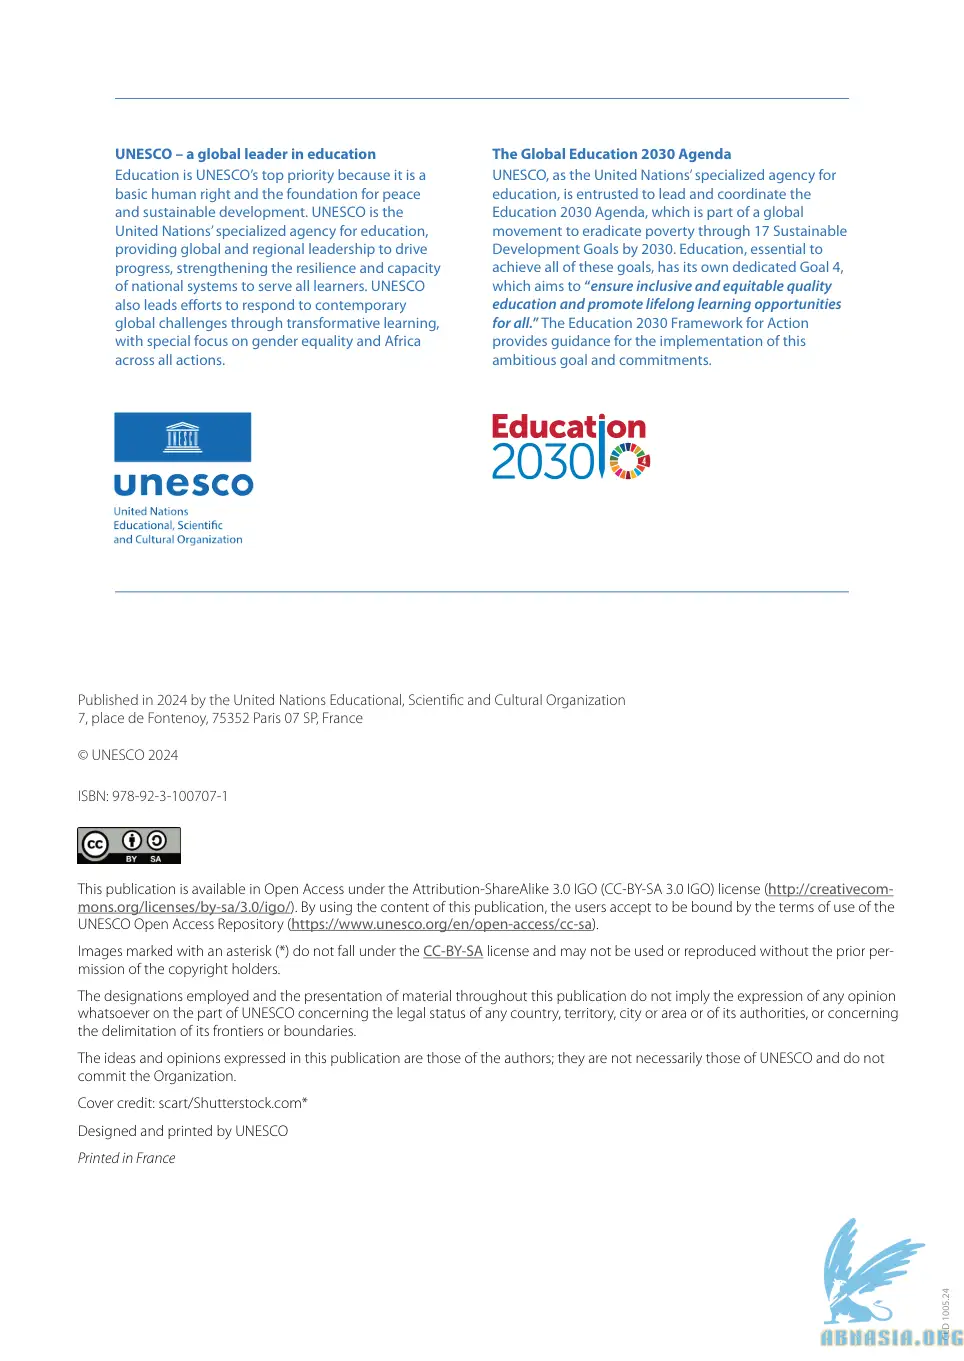 UNESCO – a global leader in education
Education is UNESCO’s top priority because it is a
basic human right and the foundation for peace
and sustainable development. UNESCO is the
United Nations’ specialized agency for education,
providing global and regional leadership to drive
progress, strengthening the resilience and capacity
of national systems to serve all learners. UNESCO
also leads efforts to respond to contemporary
global challenges through transformative learning,
with special focus on gender equality and Africa
across all actions.
The Global Education 2030 Agenda
UNESCO, as the United Nations’ specialized agency for
education, is entrusted to lead and coordinate the
Education 2030 Agenda, which is part of a global
movement to eradicate poverty through 17 Sustainable
Development Goals by 2030. Education, essential to
achieve all of these goals, has its own dedicated Goal 4,
which aims to “ensure inclusive and equitable quality
education and promote lifelong learning opportunities
for all.” The Education 2030 Framework for Action
provides guidance for the implementation of this
ambitious goal and commitments.
UNESCO
unesco
United Nations
Educational, Scientific
and Cultural Organization
Education
2030
4
Published in 2024 by the United Nations Educational, Scientific and Cultural Organization
7, place de Fontenoy, 75352 Paris 07 SP, France
© UNESCO 2024
ISBN: 978-92-3-100707-1
cc
BY SA
This publication is available in Open Access under the Attribution-ShareAlike 3.0 IGO (CC-BY-SA 3.0 IGO) license (http://creativecom-
mons.org/licenses/by-sa/3.0/igo/). By using the content of this publication, the users accept to be bound by the terms of use of the
UNESCO Open Access Repository (https://www.unesco.org/en/open-access/cc-sa).
Images marked with an asterisk (*) do not fall under the CC-BY-SA license and may not be used or reproduced without the prior per-
mission of the copyright holders.
The designations employed and the presentation of material throughout this publication do not imply the expression of any opinion
whatsoever on the part of UNESCO concerning the legal status of any country, territory, city or area or of its authorities, or concerning
the delimitation of its frontiers or boundaries.
The ideas and opinions expressed in this publication are those of the authors; they are not necessarily those of UNESCO and do not
commit the Organization.
Cover credit: scart/Shutterstock.com*
Designed and printed by UNESCO
Printed in France
1005.24
ABNASIA.ORG